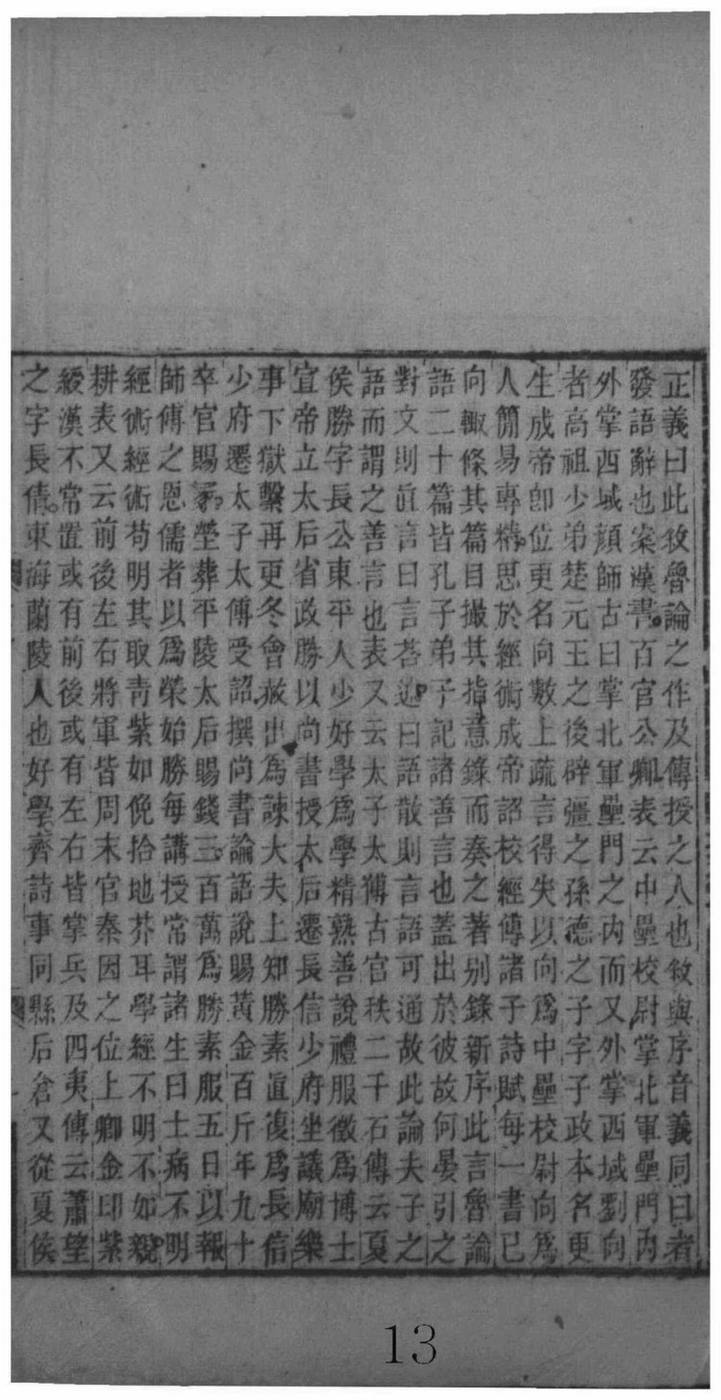 正義曰此敘魯論之作及傳授之人也敘與序音義同曰者
發語辭也案漢書百官公卿表云中壘校尉掌北軍壘門內
外掌西域顏師古曰掌北軍壘門之內而又外掌西域劉向
者高祖少弟楚元王之後辟彊之孫德之子字子政本名更
生成帝卽位更名向數上疏言得失以向爲中壘校尉向爲
人簡易專精思於經術成帝詔校經傳諸子詩賦每一書已
向輙條其篇目撮其指意錄而奏之著别錄新序此言魯論
語二十篇皆孔子弟子記諸善言也蓋出於彼故何晏引之
對文則直言曰言荅述曰語散則言語可通故此論夫子之
語而謂之善言也表又云太子太傅古官秩二千石傳云夏
侯勝字長公東平人少好學爲學精熟善說禮服徵爲博士
宣帝立太后省政勝以尚書授太后遷長信少府坐議廟樂
事下獄繫再更冬會赦出爲諫大夫上知勝素直復爲長信
少府遷太子太傅受詔撰尚書論語說賜黃金百斤年九十
卒官賜冢塋葬平陵太后賜錢三百萬爲勝素服五日以報
師傅之恩儒者以爲榮始勝每講授常謂諸生曰士病不明
經術經術苟明其取靑紫如俛拾地芥耳學經不明不如親
耕表又云前後左右將軍皆周末官秦因之位上卿金印紫
綬漢不常置或有前後或有左右皆掌兵及四夷傳云蕭望
之字長倩東海蘭陵人也好學齊詩事同縣后倉又從夏侯
13